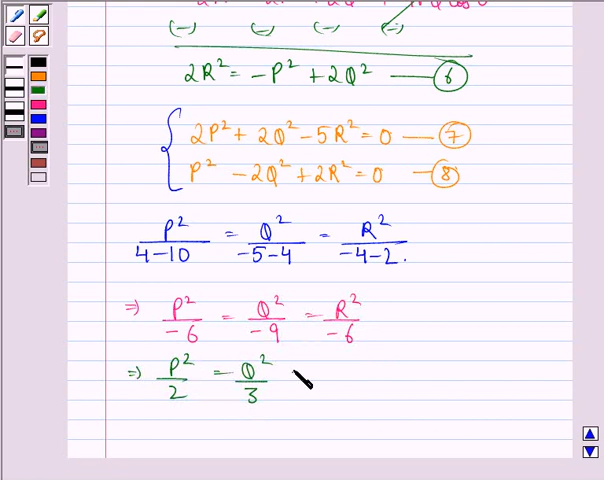 (-) (-) (-) (-)
2R² = -P² + 2Q² — 6
2P² + 2Q² - 5R² = 0 — 7
P² - 2Q² + 2R² = 0 — 8
P²/4-10 = Q²/-5-4 = R²/-4-2.
⇒ P²/-6 = Q²/-9 = R²/-6
⇒ P²/2 = Q²/3